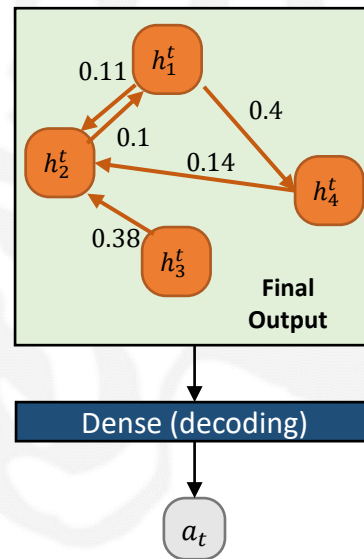 0.11
h_1^t
0.4
0.1
h_2^t
0.14
h_4^t
0.38
h_3^t
Final
Output
Dense (decoding)
a_t